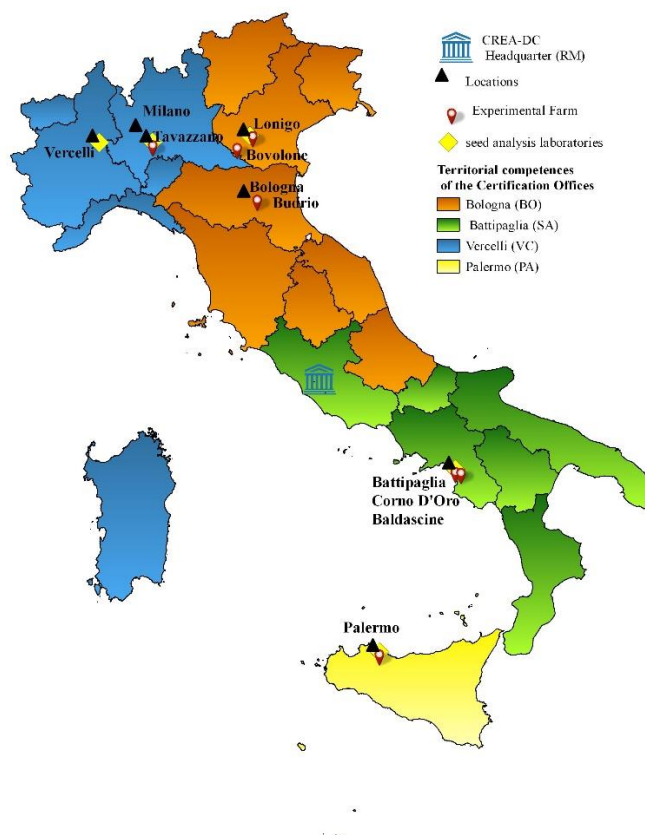 CREA-DC
Headquarter (RM)
Locations
Experimental Farm
seed analysis laboratories
Territorial competences
of the Certification Offices
Bologna (BO)
Battipaglia (SA)
Vercelli (VC)
Palermo (PA)
Milano
Tavazzano
Vercelli
Lonigo
Bovolone
Bologna
Budrio
Battipaglia
Corno D'Oro
Baldascine
Palermo